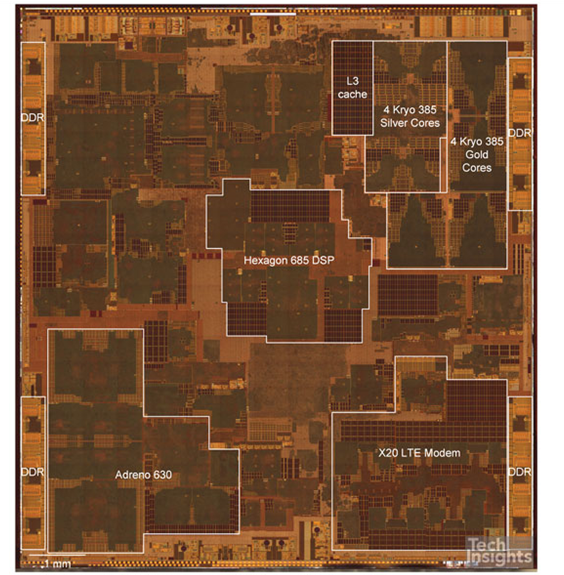 L3
cache
4 Kryo 385
Silver Cores
DDR
DDR
4 Kryo 385
Gold
Cores
Hexagon 685 DSP
X20 LTE Modem
Adreno 630
DDR
DDR
1 mm
Tech
Insights